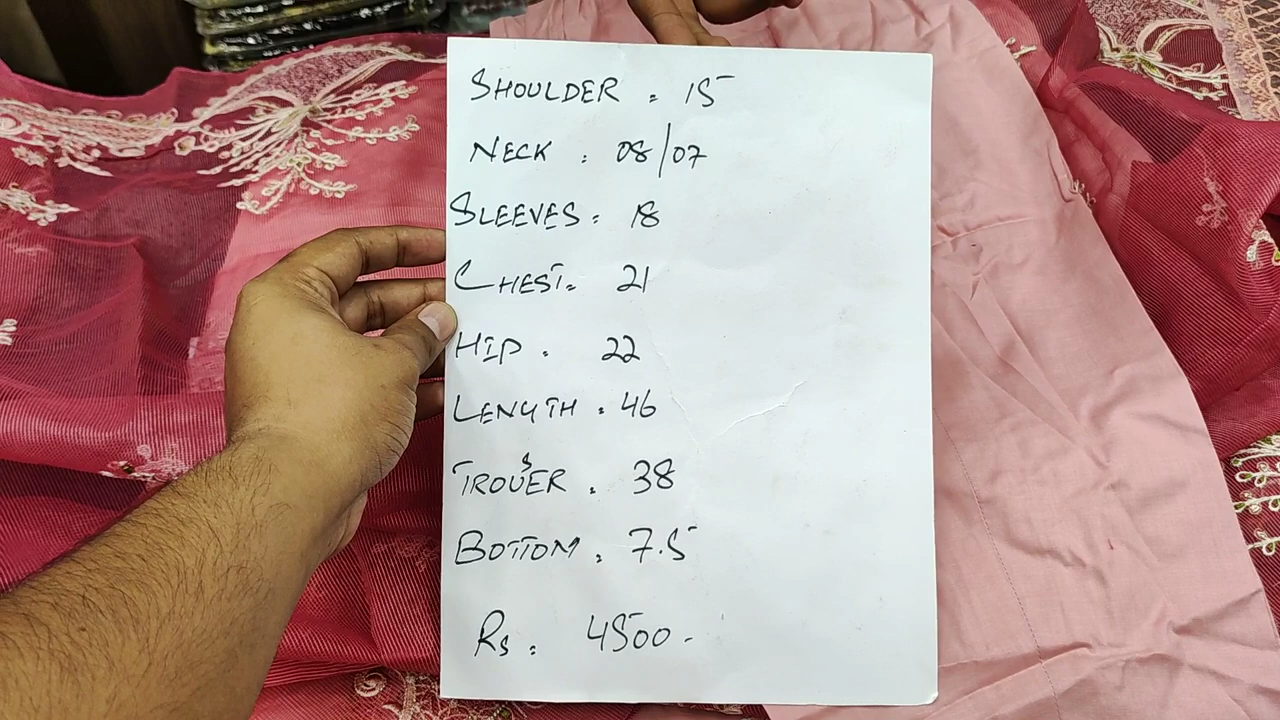 SHOULDER = 15
NECK : 08/07
SLEEVES = 18
CHEST = 21
HIP = 22
LENGTH = 46
TROUSER = 38
BOTTOM = 7.5
Rs = 4500-